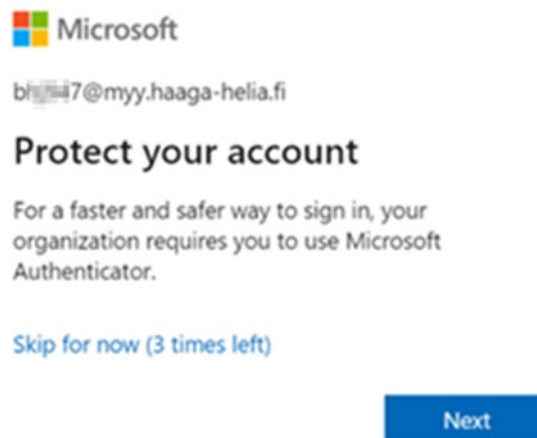 Microsoft
7@myy.haaga-helia.fi
Protect your account
For a faster and safer way to sign in, your
organization requires you to use Microsoft
Authenticator.
Skip for now (3 times left)
Next